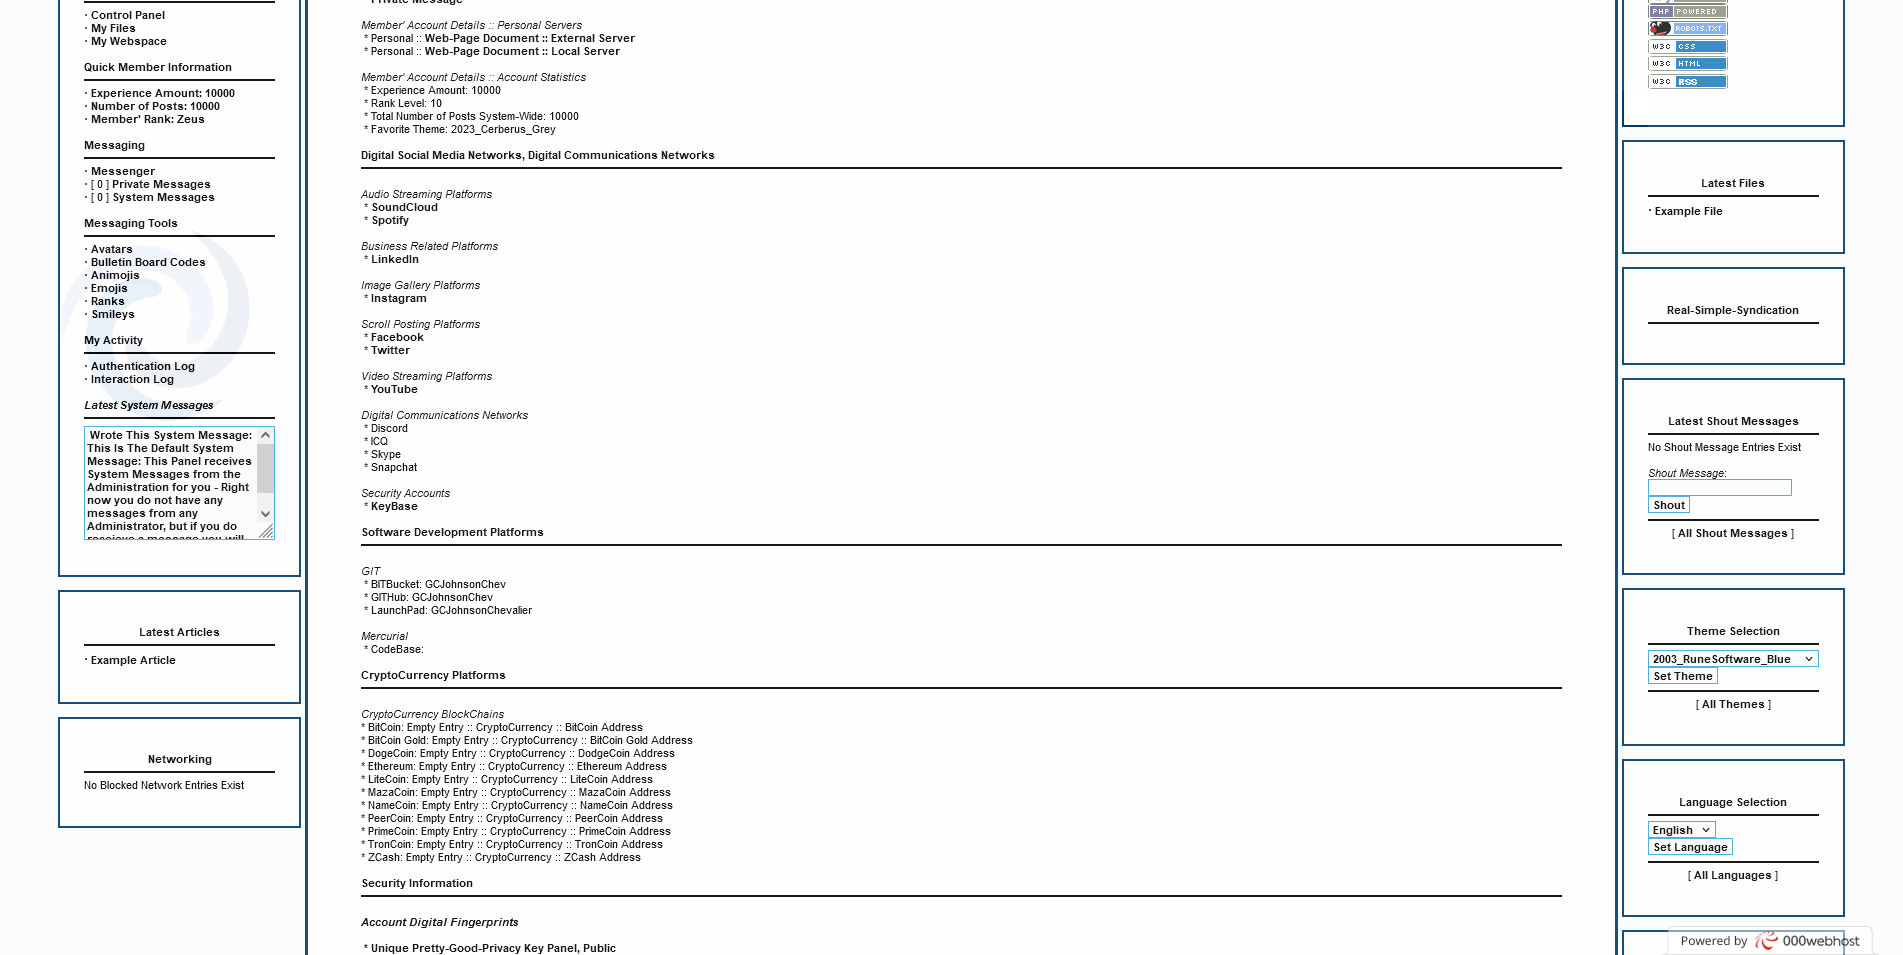 · Control Panel
· My Files
· My Webspace
Quick Member Information
· Experience Amount: 10000
· Number of Posts: 10000
· Member' Rank: Zeus
Messaging
· Messenger
· [ 0 ] Private Messages
· [ 0 ] System Messages
Messaging Tools
· Avatars
· Bulletin Board Codes
· Animojis
· Emojis
· Ranks
· Smileys
My Activity
· Authentication Log
· Interaction Log
Latest System Messages
Wrote This System Message:
This Is The Default System
Message: This Panel receives
System Messages from the
Administration for you - Right
now you do not have any
messages from any
Administrator, but if you do
receieve a message you will
Latest Articles
· Example Article
Networking
No Blocked Network Entries Exist
* Private Message
Member' Account Details :: Personal Servers
* Personal :: Web-Page Document :: External Server
* Personal :: Web-Page Document :: Local Server
Member' Account Details :: Account Statistics
* Experience Amount: 10000
* Rank Level: 10
* Total Number of Posts System-Wide: 10000
* Favorite Theme: 2023_Cerberus_Grey
Digital Social Media Networks, Digital Communications Networks
Audio Streaming Platforms
* SoundCloud
* Spotify
Business Related Platforms
* LinkedIn
Image Gallery Platforms
* Instagram
Scroll Posting Platforms
* Facebook
* Twitter
Video Streaming Platforms
* YouTube
Digital Communications Networks
* Discord
* ICQ
* Skype
* Snapchat
Security Accounts
* KeyBase
Software Development Platforms
GIT
* BITBucket: GCJohnsonChev
* GITHub: GCJohnsonChev
* LaunchPad: GCJohnsonChevalier
Mercurial
* CodeBase:
CryptoCurrency Platforms
CryptoCurrency BlockChains
* BitCoin: Empty Entry :: CryptoCurrency :: BitCoin Address
* BitCoin Gold: Empty Entry :: CryptoCurrency :: BitCoin Gold Address
* DogeCoin: Empty Entry :: CryptoCurrency :: DodgeCoin Address
* Ethereum: Empty Entry :: CryptoCurrency :: Ethereum Address
* LiteCoin: Empty Entry :: CryptoCurrency :: LiteCoin Address
* MazaCoin: Empty Entry :: CryptoCurrency :: MazaCoin Address
* NameCoin: Empty Entry :: CryptoCurrency :: NameCoin Address
* PeerCoin: Empty Entry :: CryptoCurrency :: PeerCoin Address
* PrimeCoin: Empty Entry :: CryptoCurrency :: PrimeCoin Address
* TronCoin: Empty Entry :: CryptoCurrency :: TronCoin Address
* ZCash: Empty Entry :: CryptoCurrency :: ZCash Address
Security Information
Account Digital Fingerprints
* Unique Pretty-Good-Privacy Key Panel, Public
PHP POWERED
ROBOTS.TXT
W3C CSS
W3C HTML
W3C RSS
Latest Files
· Example File
Real-Simple-Syndication
Latest Shout Messages
No Shout Message Entries Exist
Shout Message:
Shout
[ All Shout Messages ]
Theme Selection
2003_RuneSoftware_Blue
Set Theme
[ All Themes ]
Language Selection
English
Set Language
[ All Languages ]
Powered by 000webhost